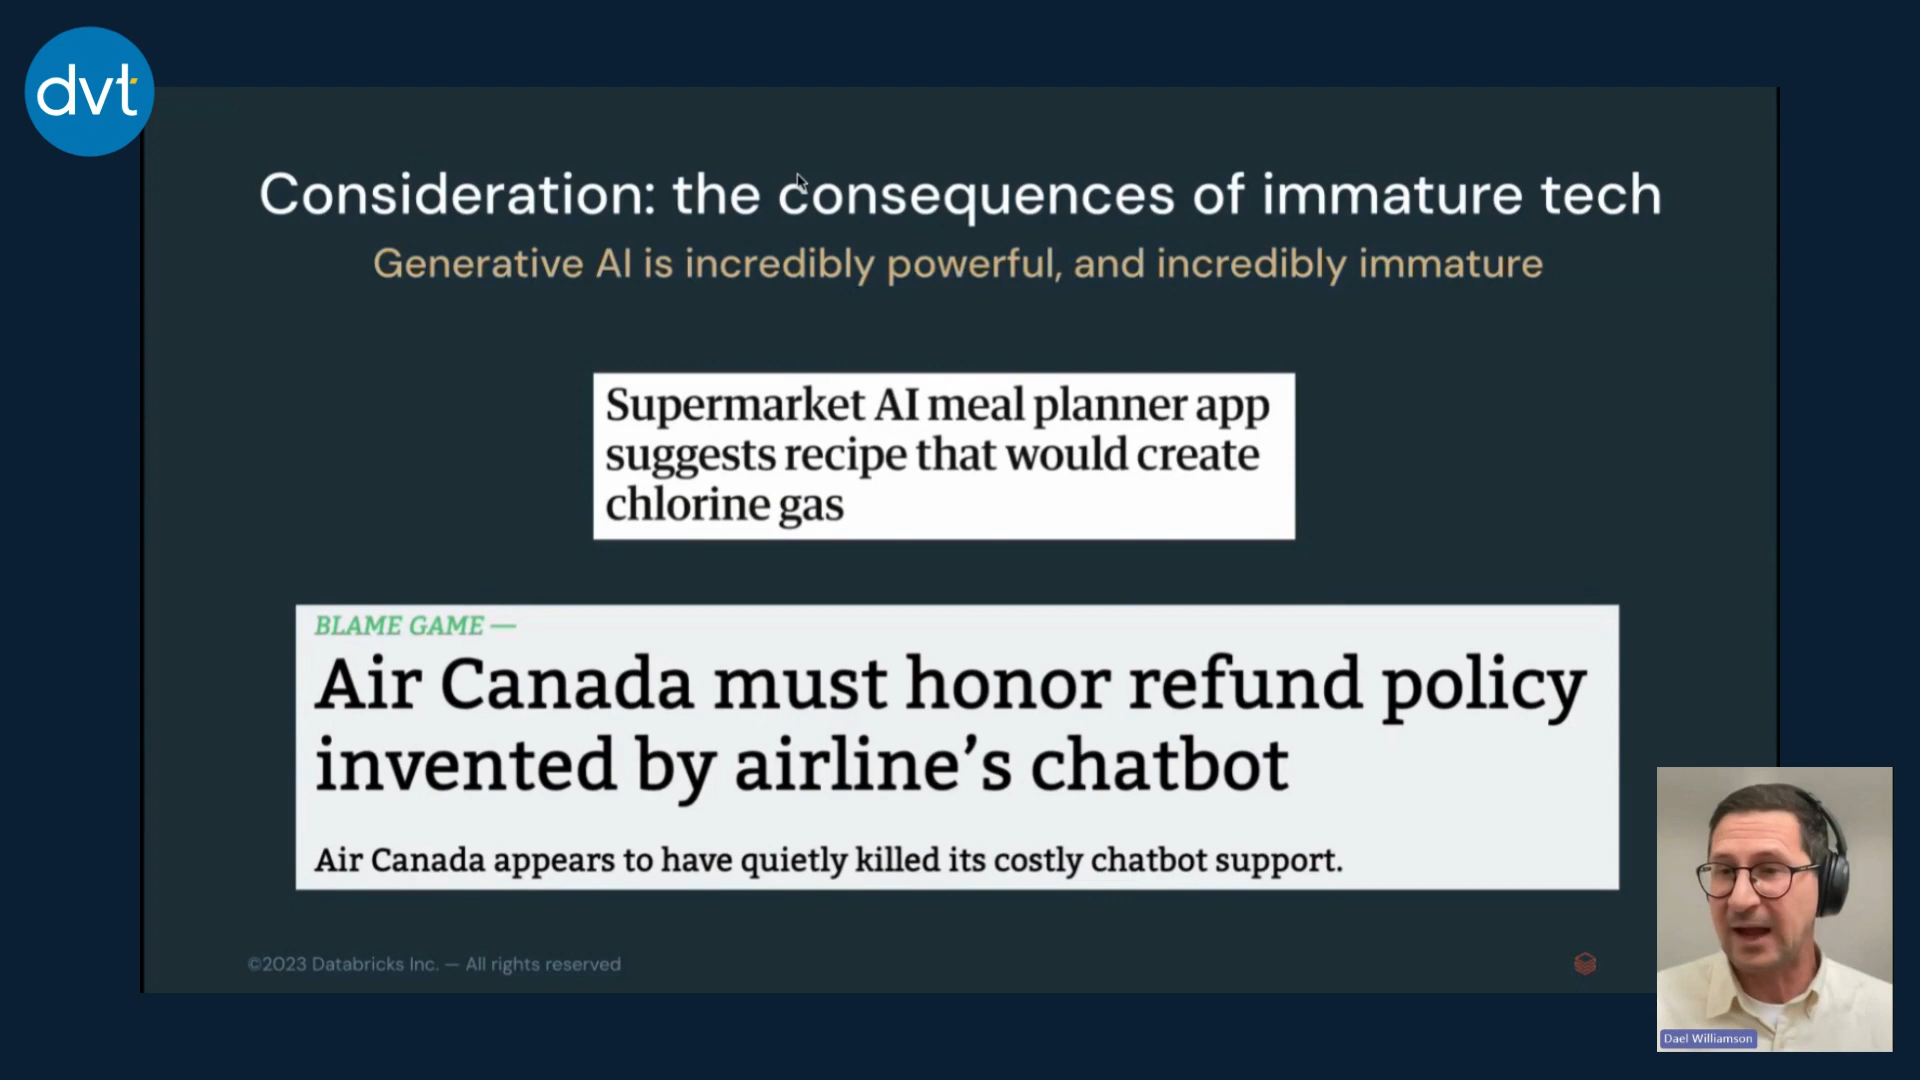 dvt
Consideration: the consequences of immature tech
Generative AI is incredibly powerful, and incredibly immature
Supermarket AI meal planner app
suggests recipe that would create
chlorine gas
BLAME GAME —
Air Canada must honor refund policy
invented by airline’s chatbot
Air Canada appears to have quietly killed its costly chatbot support.
©2023 Databricks Inc. — All rights reserved
Dael Williamson